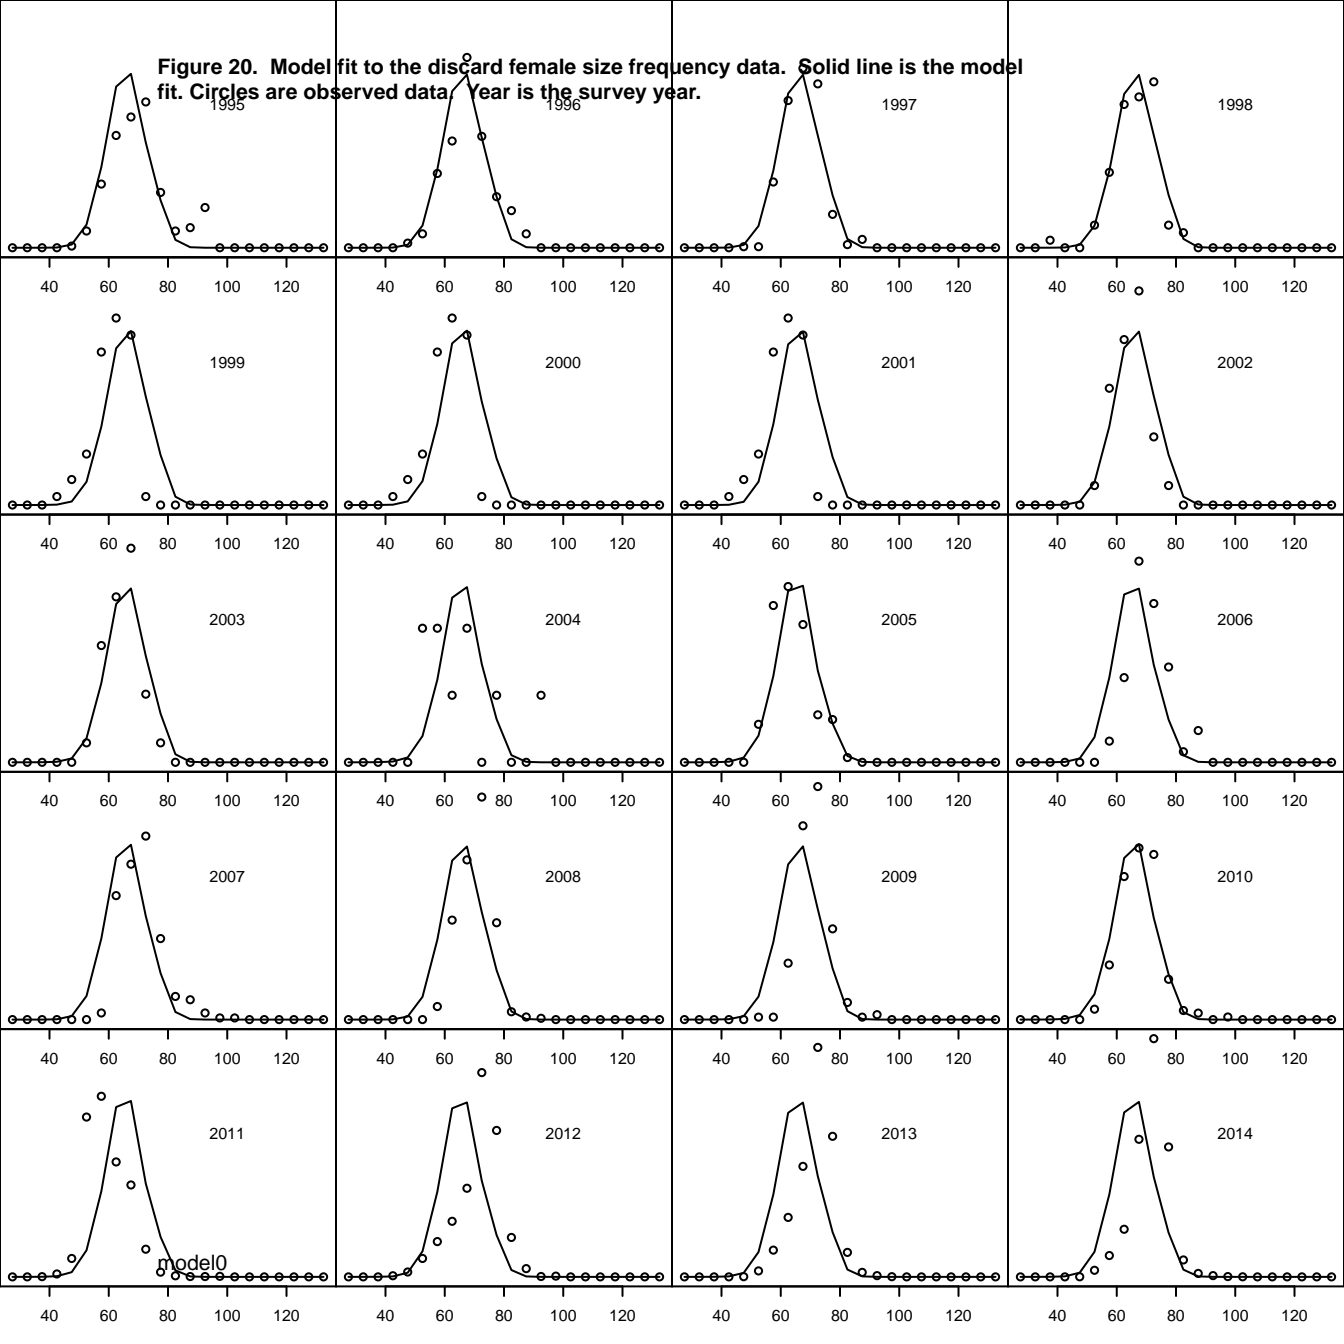 Figure 20.  Model fit to the discard female size frequency data.  Solid line is the model
fit. Circles are observed data.  Year is the survey year.
1995 1996 1997 1998
40 60 80 100 120 40 60 80 100 120 40 60 80 100 120 40 60 80 100 120
1999 2000 2001 2002
40 60 80 100 120 40 60 80 100 120 40 60 80 100 120 40 60 80 100 120
2003 2004 2005 2006
40 60 80 100 120 40 60 80 100 120 40 60 80 100 120 40 60 80 100 120
2007 2008 2009 2010
40 60 80 100 120 40 60 80 100 120 40 60 80 100 120 40 60 80 100 120
2011 2012 2013 2014
model0
40 60 80 100 120 40 60 80 100 120 40 60 80 100 120 40 60 80 100 120